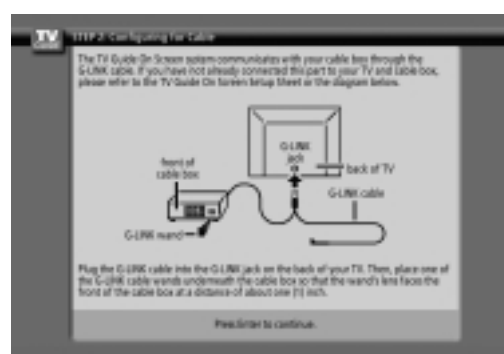 TV
GUIDE
STEP 2: Configuring for Cable
The TV Guide On Screen system communicates with your cable box through the
G-LINK cable. If you have not already connected this part to your TV and cable box,
please refer to the TV Guide On Screen Setup Sheet or the diagram below.
G-LINK
jack
front of
cable box
back of TV
G-LINK cable
G-LINK wand
Plug the G-LINK cable into the G-LINK jack on the back of your TV. Then, place one of
the G-LINK cable wands underneath the cable box so that the wand's lens faces the
front of the cable box at a distance of about one (1) inch.
Press Enter to continue.